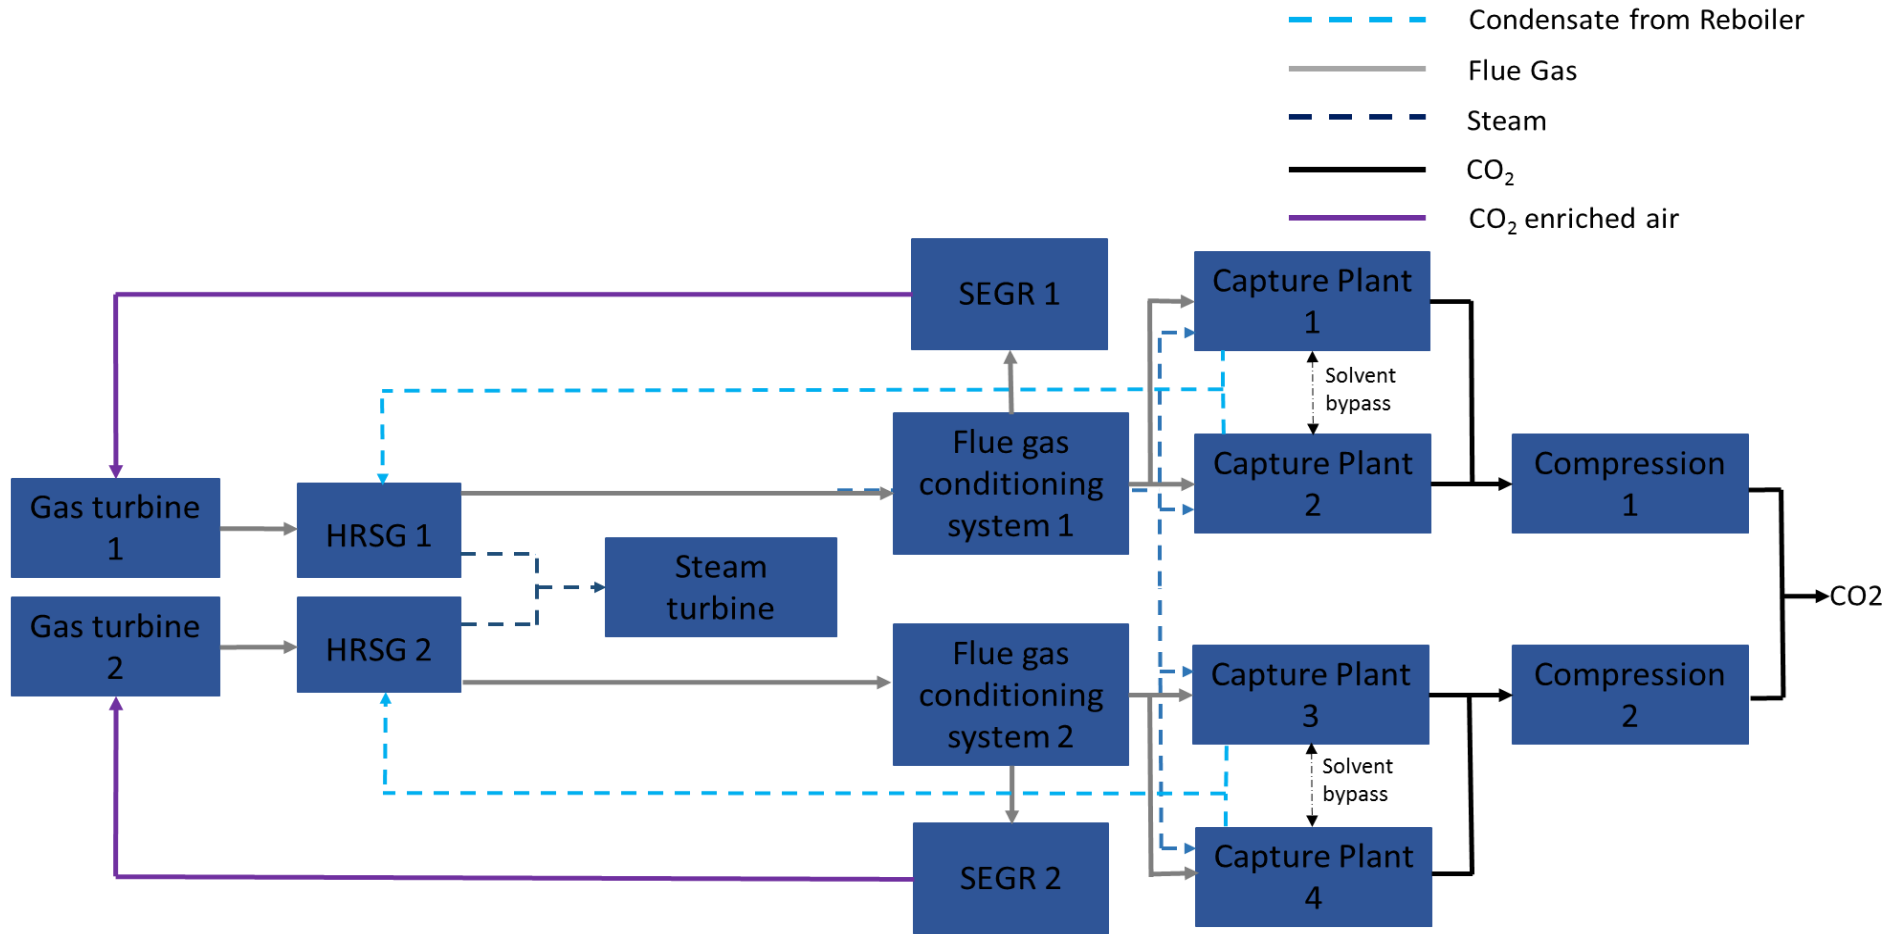 Condensate from Reboiler
Flue Gas
Steam
CO₂
CO₂ enriched air
SEGR 1
Capture Plant
1
Solvent
bypass
Flue gas
conditioning
system 1
Capture Plant
2
Compression
1
Gas turbine
1
HRSG 1
Steam
turbine
CO2
Gas turbine
2
HRSG 2
Flue gas
conditioning
system 2
Capture Plant
3
Compression
2
Solvent
bypass
SEGR 2
Capture Plant
4